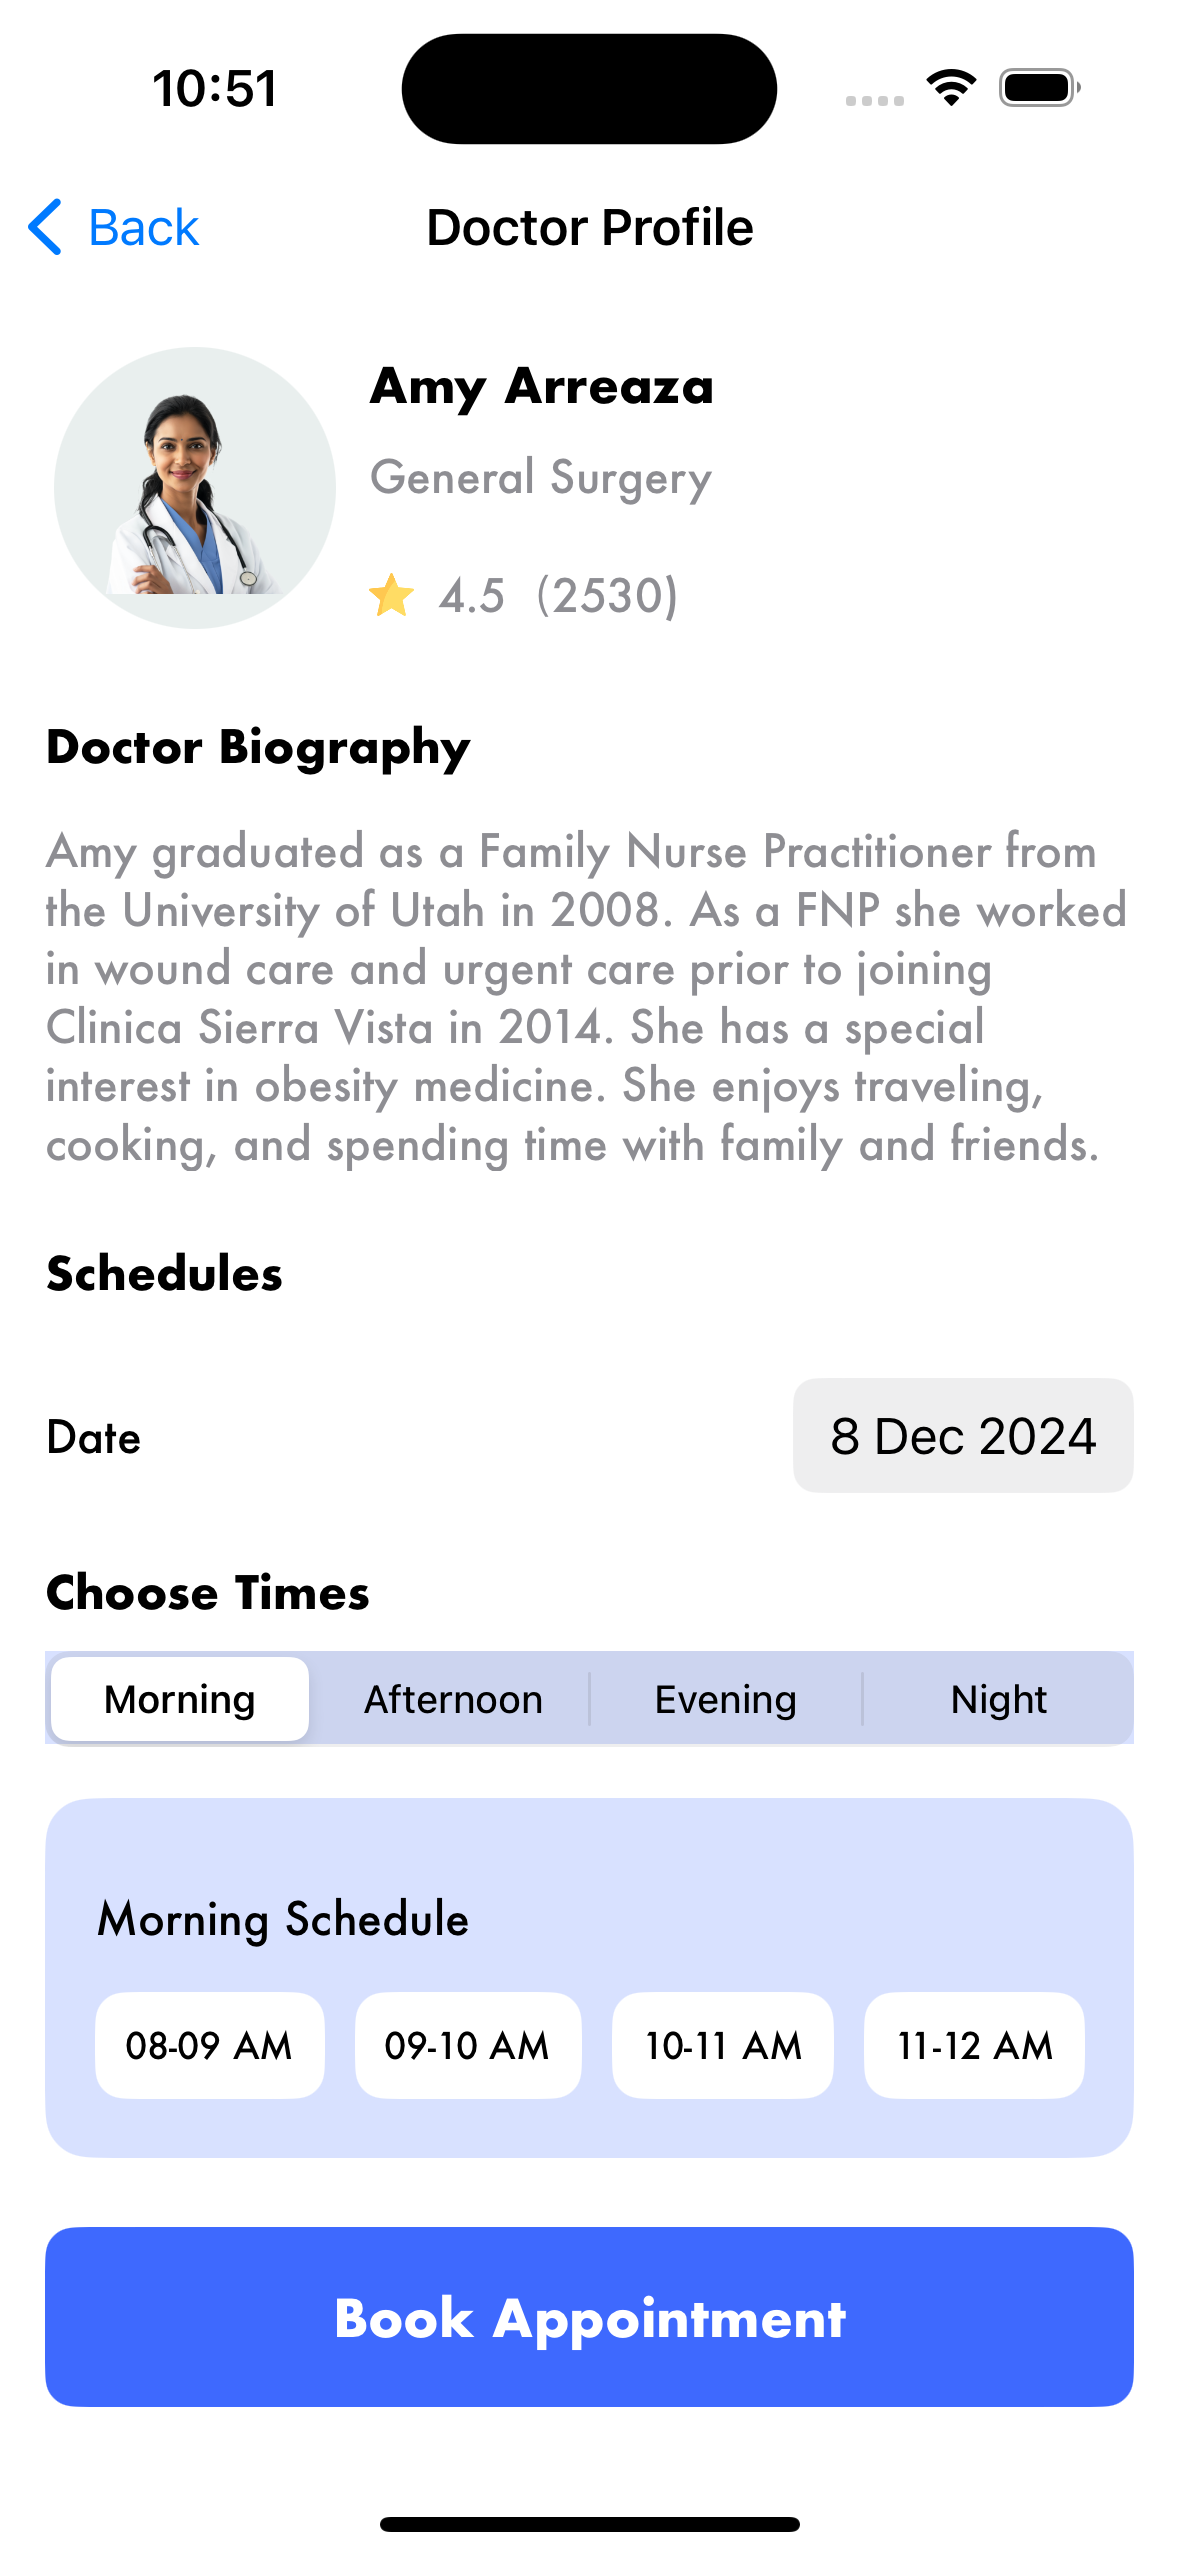 10:51
Back
Doctor Profile
Amy Arreaza
General Surgery
4.5 (2530)
Doctor Biography
Amy graduated as a Family Nurse Practitioner from
the University of Utah in 2008. As a FNP she worked
in wound care and urgent care prior to joining
Clinica Sierra Vista in 2014. She has a special
interest in obesity medicine. She enjoys traveling,
cooking, and spending time with family and friends.
Schedules
Date
8 Dec 2024
Choose Times
Morning
Afternoon
Evening
Night
Morning Schedule
08-09 AM
09-10 AM
10-11 AM
11-12 AM
Book Appointment